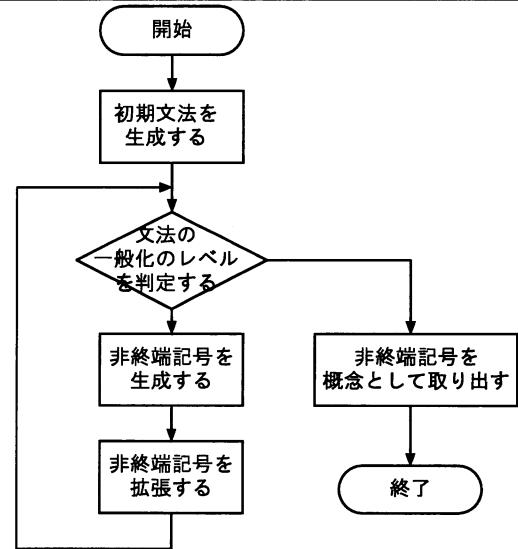 開始
初期文法を
生成する
文法の
一般化のレベル
を判定する
非終端記号を
生成する
非終端記号を
拡張する
非終端記号を
概念として取り出す
終了